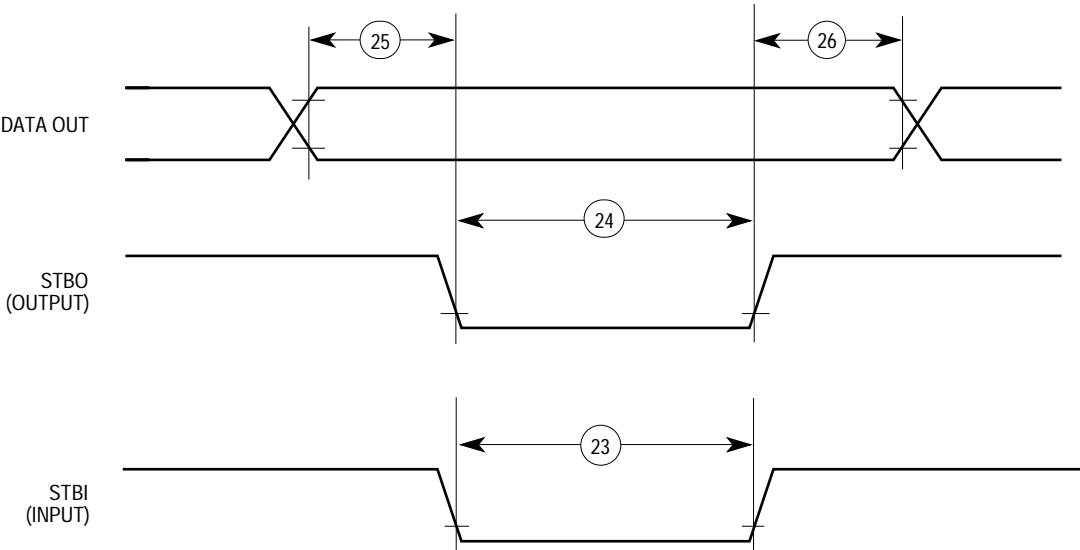 25
26
DATA OUT
24
STBO
(OUTPUT)
23
STBI
(INPUT)